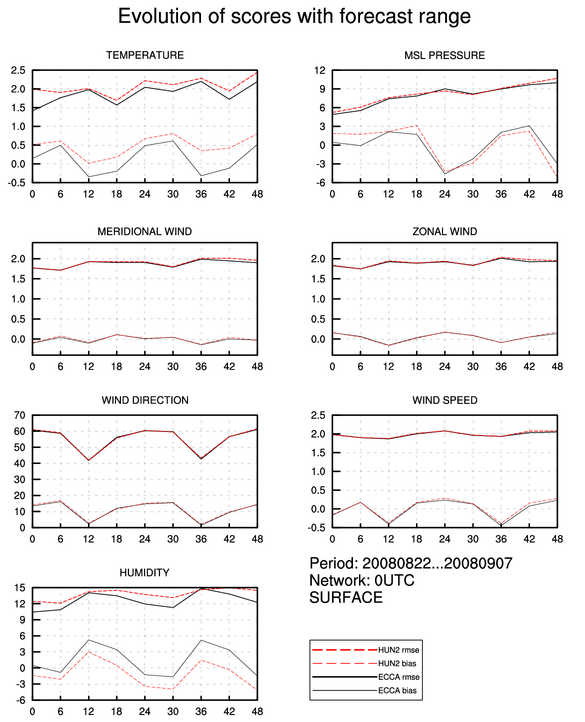 Evolution of scores with forecast range
TEMPERATURE
2.5
2.0
1.5
1.0
0.5
0.0
-0.5
0 6 12 18 24 30 36 42 48
MSL PRESSURE
12
9
6
3
0
-3
-6
0 6 12 18 24 30 36 42 48
MERIDIONAL WIND
2.0
1.5
1.0
0.5
0.0
0 6 12 18 24 30 36 42 48
ZONAL WIND
2.0
1.5
1.0
0.5
0.0
0 6 12 18 24 30 36 42 48
WIND DIRECTION
70
60
50
40
30
20
10
0
0 6 12 18 24 30 36 42 48
WIND SPEED
2.5
2.0
1.5
1.0
0.5
0.0
-0.5
0 6 12 18 24 30 36 42 48
HUMIDITY
15
12
9
6
3
0
-3
-6
0 6 12 18 24 30 36 42 48
Period: 20080822...20080907
Network: 0UTC
SURFACE
HUN2 rmse
HUN2 bias
ECCA rmse
ECCA bias